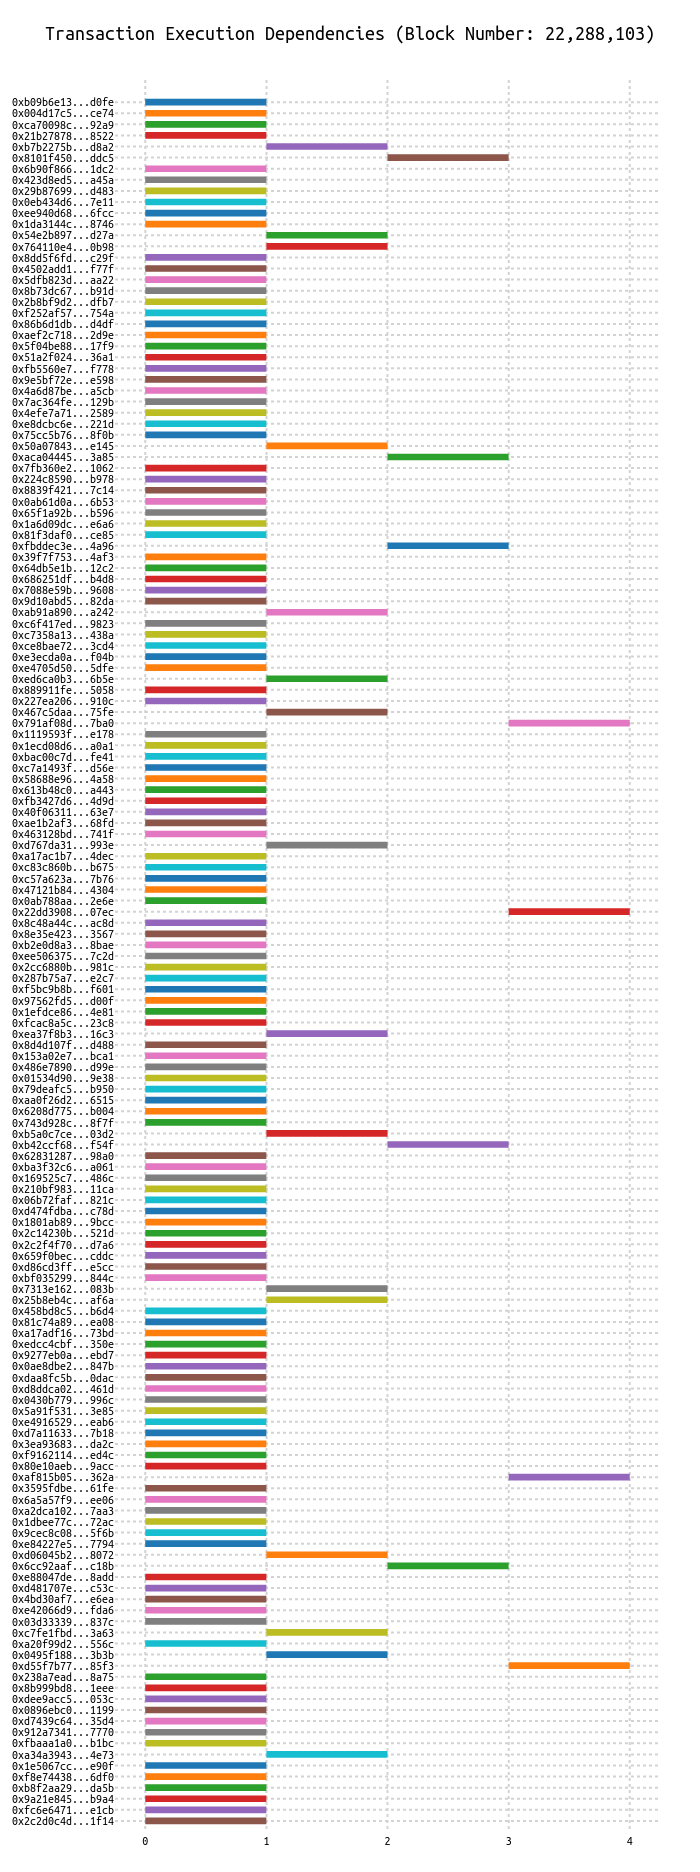 Transaction Execution Dependencies (Block Number: 22,288,103)
0xb09b6e13...d0fe
0x004d17c5...ce74
0xca70098c...92a9
0x21b27878...8522
0xb7b2275b...d8a2
0x8101f450...ddc5
0x6b90f866...1dc2
0x423d8ed5...a45a
0x29b87699...d483
0x0eb434d6...7e11
0xee940d68...6fcc
0x1da3144c...8746
0x54e2b897...d27a
0x764110e4...0b98
0x8dd5f6fd...c29f
0x4502add1...f77f
0x5dfb823d...aa22
0x8b73dc67...b91d
0x2b8bf9d2...dfb7
0xf252af57...754a
0x86b6d1db...d4df
0xaef2c718...2d9e
0x5f04be88...17f9
0x51a2f024...36a1
0xfb5560e7...f778
0x9e5bf72e...e598
0x4a6d87be...a5cb
0x7ac364fe...129b
0x4efe7a71...2589
0xe8dcbc6e...221d
0x75cc5b76...8f0b
0x50a07843...e145
0xaca04445...3a85
0x7fb360e2...1062
0x224c8590...b978
0x8839f421...7c14
0x0ab61d0a...6b53
0x65f1a92b...b596
0x1a6d09dc...e6a6
0x81f3daf0...ce85
0xfbddec3e...4a96
0x39f7f753...4af3
0x64db5e1b...12c2
0x686251df...b4d8
0x7088e59b...9608
0x9d10abd5...82da
0xab91a890...a242
0xc6f417ed...9823
0xc7358a13...438a
0xce8bae72...3cd4
0xe3ecda0a...f04b
0xe4705d50...5dfe
0xed6ca0b3...6b5e
0x889911fe...5058
0x227ea206...910c
0x467c5daa...75fe
0x791af08d...7ba0
0x1119593f...e178
0x1ecd08d6...a0a1
0xbac00c7d...fe41
0xc7a1493f...d56e
0x58688e96...4a58
0x613b48c0...a443
0xfb3427d6...4d9d
0x40f06311...63e7
0xae1b2af3...68fd
0x463128bd...741f
0xd767da31...993e
0xa17ac1b7...4dec
0xc83c860b...b675
0xc57a623a...7b76
0x47121b84...4304
0x0ab788aa...2e6e
0x22dd3908...07ec
0x8c48a44c...ac8d
0x8e35e423...3567
0xb2e0d8a3...8bae
0xee506375...7c2d
0x2cc6880b...981c
0x287b75a7...e2c7
0xf5bc9b8b...f601
0x97562fd5...d00f
0x1efdce86...4e81
0xfcac8a5c...23c8
0xea37f8b3...16c3
0x8d4d107f...d488
0x153a02e7...bca1
0x486e7890...d99e
0x01534d90...9e38
0x79deafc5...b950
0xaa0f26d2...6515
0x6208d775...b004
0x743d928c...8f7f
0xb5a0c7ce...03d2
0xb42ccf68...f54f
0x62831287...98a0
0xba3f32c6...a061
0x169525c7...486c
0x210bf983...11ca
0x06b72faf...821c
0xd474fdba...c78d
0x1801ab89...9bcc
0x2c14230b...521d
0x2c2f4f70...d7a6
0x659f0bec...cddc
0xd86cd3ff...e5cc
0xbf035299...844c
0x7313e162...083b
0x25b8eb4c...af6a
0x458bd8c5...b6d4
0x81c74a89...ea08
0xa17adf16...73bd
0xedcc4cbf...350e
0x9277eb0a...ebd7
0x0ae8dbe2...847b
0xdaa8fc5b...0dac
0xd8ddca02...461d
0x0430b779...996c
0x5a91f531...3e85
0xe4916529...eab6
0xd7a11633...7b18
0x3ea93683...da2c
0xf9162114...ed4c
0x80e10aeb...9acc
0xaf815b05...362a
0x3595fdbe...61fe
0x6a5a57f9...ee06
0xa2dca102...7aa3
0x1dbee77c...72ac
0x9cec8c08...5f6b
0xe84227e5...7794
0xd06045b2...8072
0x6cc92aaf...c18b
0xe88047de...8add
0xd481707e...c53c
0x4bd30af7...e6ea
0xe42066d9...fda6
0x03d33339...837c
0xc7fe1fbd...3a63
0xa20f99d2...556c
0x0495f188...3b3b
0xd55f7b77...85f3
0x238a7ead...8a75
0x8b999bd8...1eee
0xdee9acc5...053c
0x0896ebc0...1199
0xd7439c64...35d4
0x912a7341...7770
0xfbaaa1a0...b1bc
0xa34a3943...4e73
0x1e5067cc...e90f
0xf8e74438...6df0
0xb8f2aa29...da5b
0x9a21e845...b9a4
0xfc6e6471...e1cb
0x2c2d0c4d...1f14
0 1 2 3 4